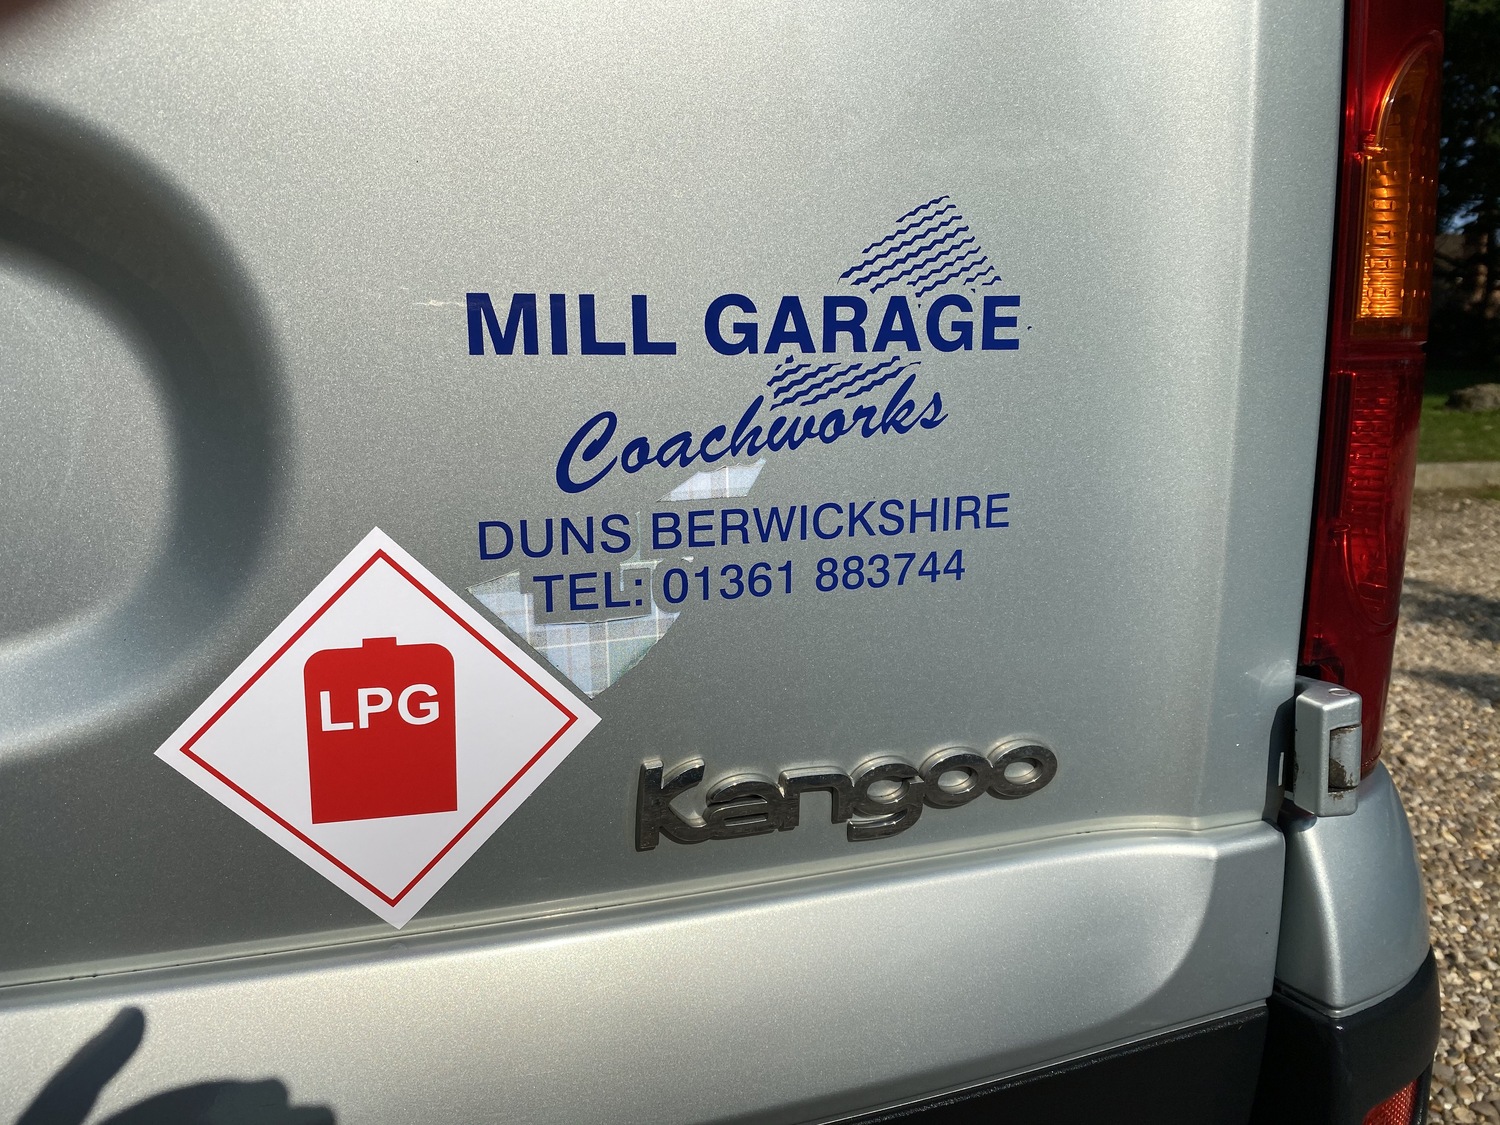 MILL GARAGE
Coachworks
DUNS BERWICKSHIRE
TEL: 01361 883744
LPG
Kangoo